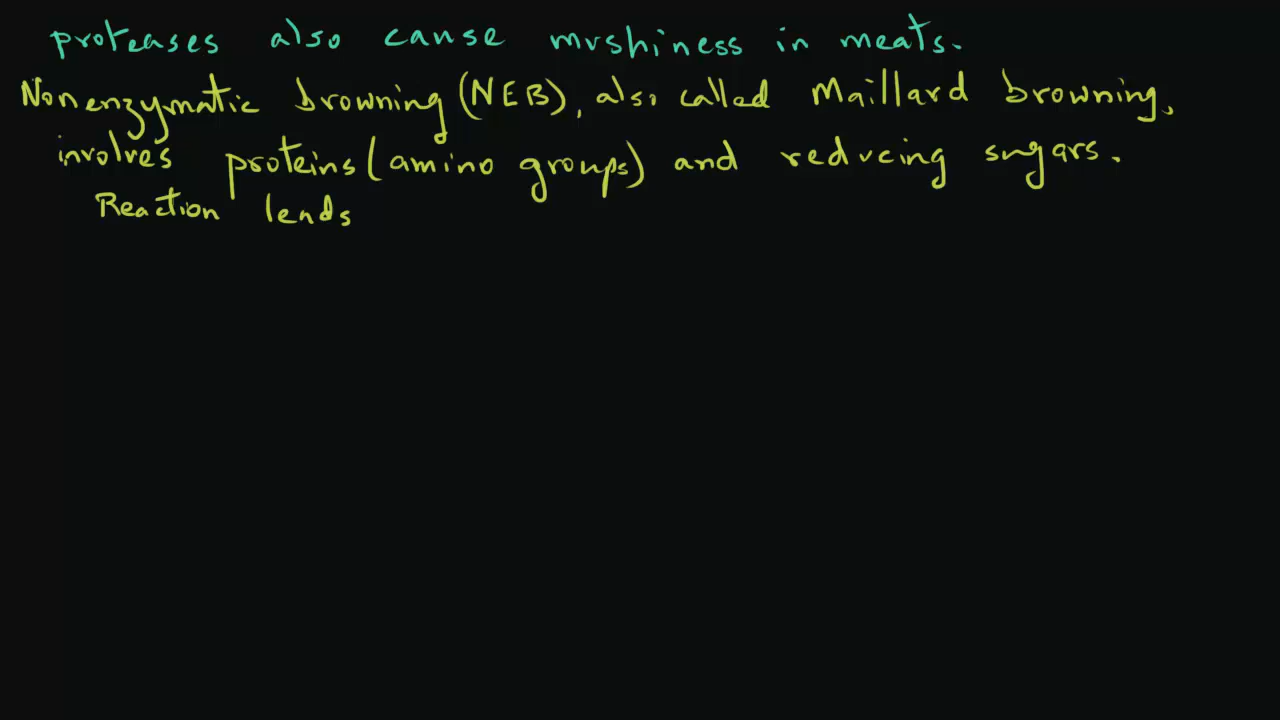 proteases also cause mushiness in meats.
Nonenzymatic browning (NEB), also called Maillard browning,
involves proteins (amino groups) and reducing sugars.
Reaction lends